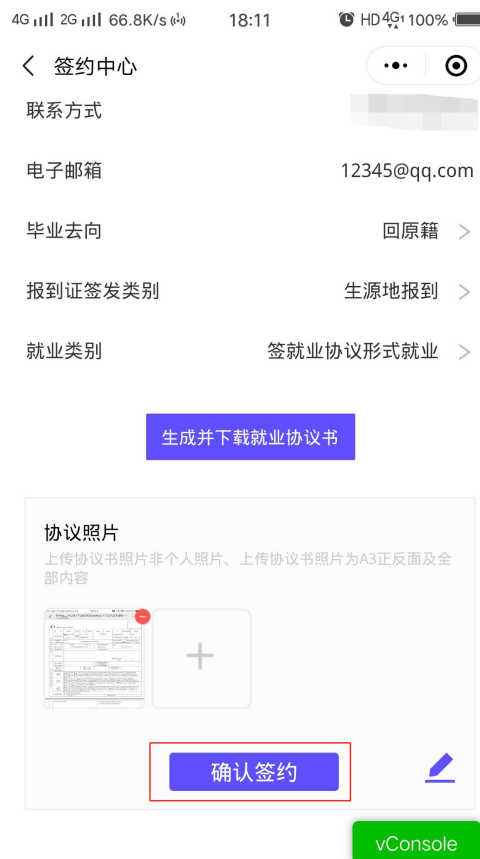 4G 2G 66.8K/s 18:11 HD 4G 100%
签约中心
联系方式
电子邮箱 12345@qq.com
毕业去向 回原籍
报到证签发类别 生源地报到
就业类别 签就业协议形式就业
生成并下载就业协议书
协议照片
上传协议书照片非个人照片、上传协议书照片为A3正反面及全
部内容
确认签约
vConsole